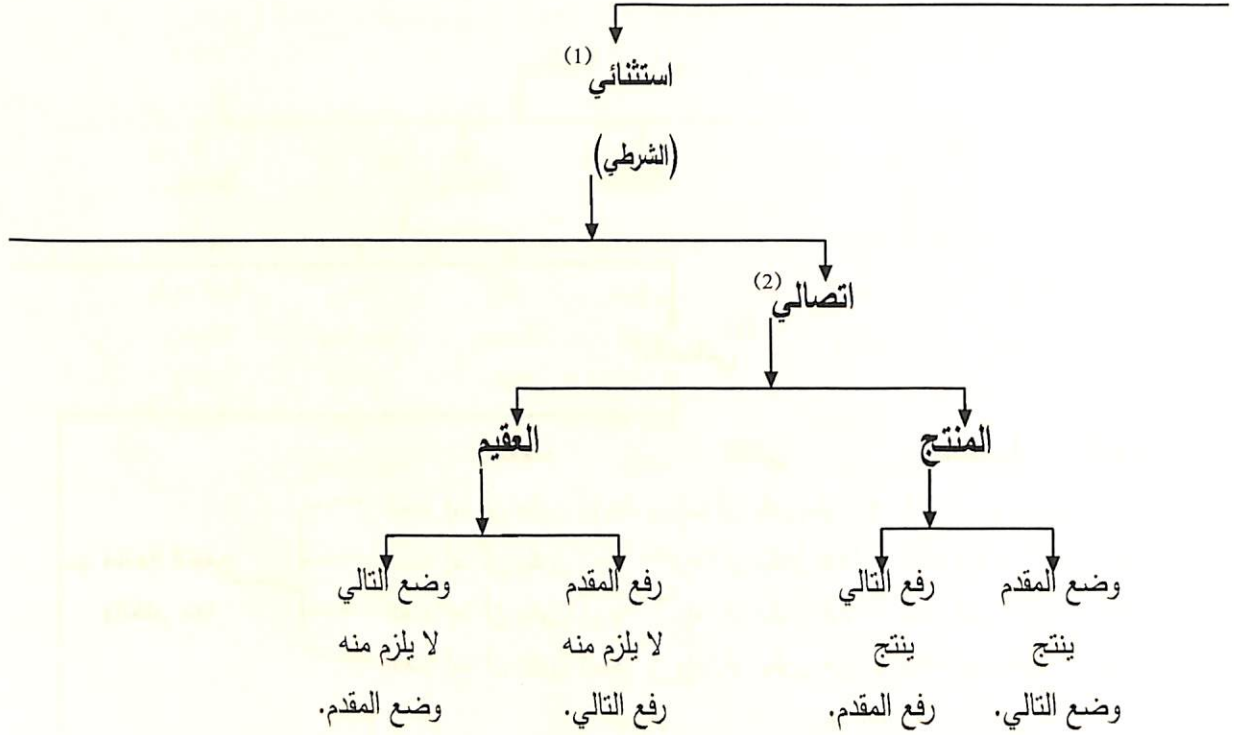 استثنائي (1)
(الشرطي)
اتصالي (2)
المنتج
العقيم
وضع المقدم
ينتج
وضع التالي.
رفع التالي
ينتج
رفع المقدم.
رفع المقدم
لا يلزم منه
رفع التالي.
وضع التالي
لا يلزم منه
وضع المقدم.